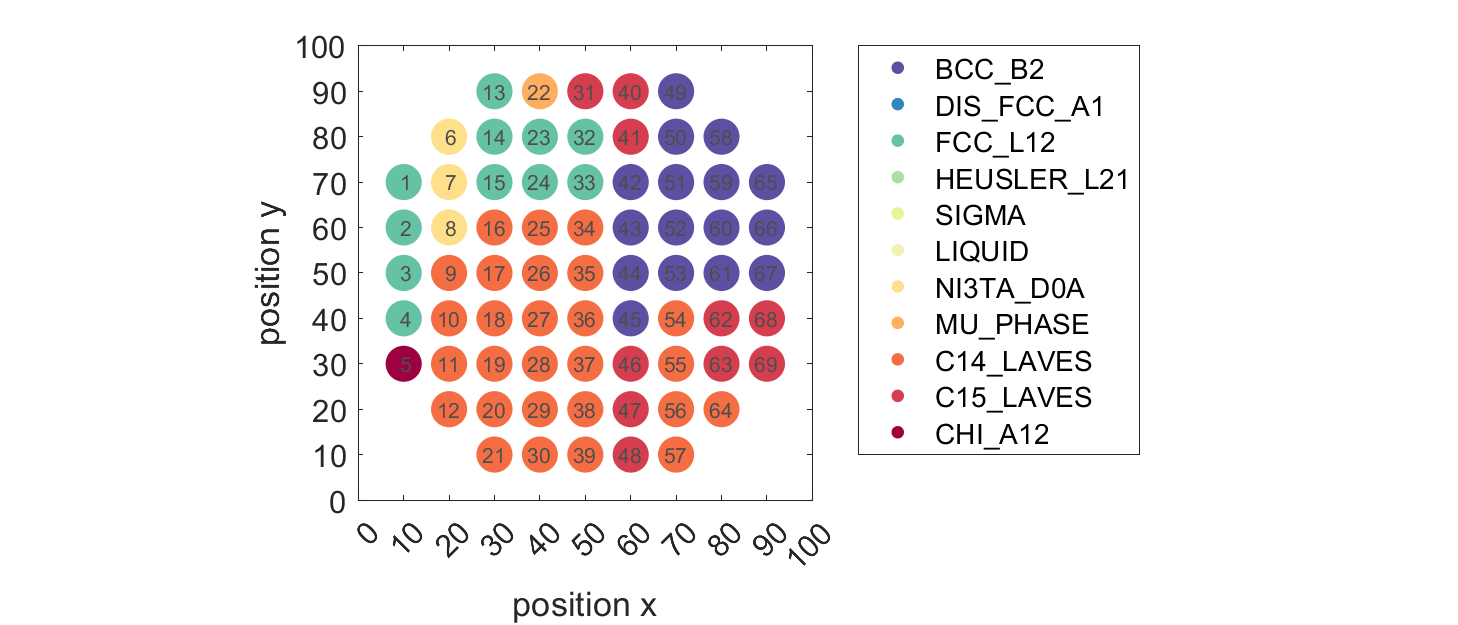 100
90 13 22 31 40 49
80 6 14 23 32 41 50 58
70 1 7 15 24 33 42 51 59 65
60 2 8 16 25 34 43 52 60 66
50 3 9 17 26 35 44 53 61 67
40 4 10 18 27 36 45 54 62 68
30 5 11 19 28 37 46 55 63 69
20 12 20 29 38 47 56 64
10 21 30 39 48 57
0
position y
0 10 20 30 40 50 60 70 80 90 100
position x
BCC_B2
DIS_FCC_A1
FCC_L12
HEUSLER_L21
SIGMA
LIQUID
NI3TA_D0A
MU_PHASE
C14_LAVES
C15_LAVES
CHI_A12